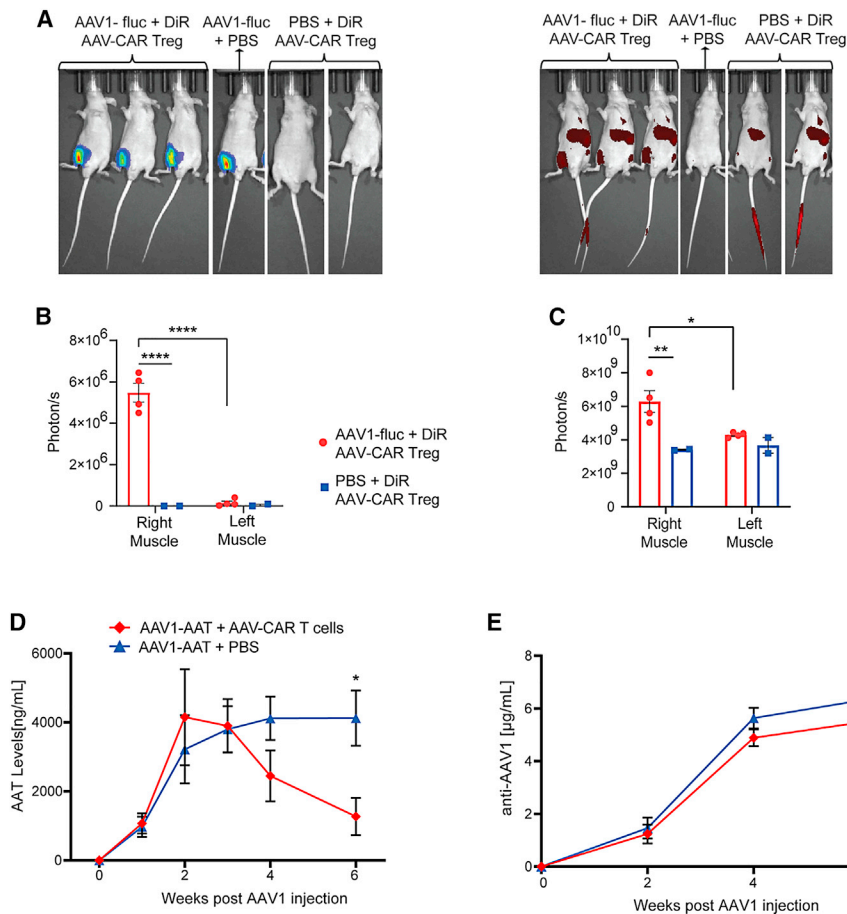 A
AAV1- fluc + DiR
AAV-CAR Treg
AAV1-fluc
+ PBS
PBS + DiR
AAV-CAR Treg
AAV1- fluc + DiR
AAV-CAR Treg
AAV1-fluc
+ PBS
PBS + DiR
AAV-CAR Treg
B
****
****
8×10⁶
6×10⁶
4×10⁶
2×10⁶
0
Photon/s
Right
Muscle
Left
Muscle
AAV1-fluc + DiR
AAV-CAR Treg
PBS + DiR
AAV-CAR Treg
C
*
**
1×10¹⁰
8×10⁹
6×10⁹
4×10⁹
2×10⁹
0
Photon/s
Right
Muscle
Left
Muscle
D
AAV1-AAT + AAV-CAR T cells
AAV1-AAT + PBS
*
6000
4000
2000
0
AAT Levels[ng/mL]
0
2
4
6
Weeks post AAV1 injection
E
8
6
4
2
0
anti-AAV1 [µg/mL]
0
2
4
Weeks post AAV1 injection